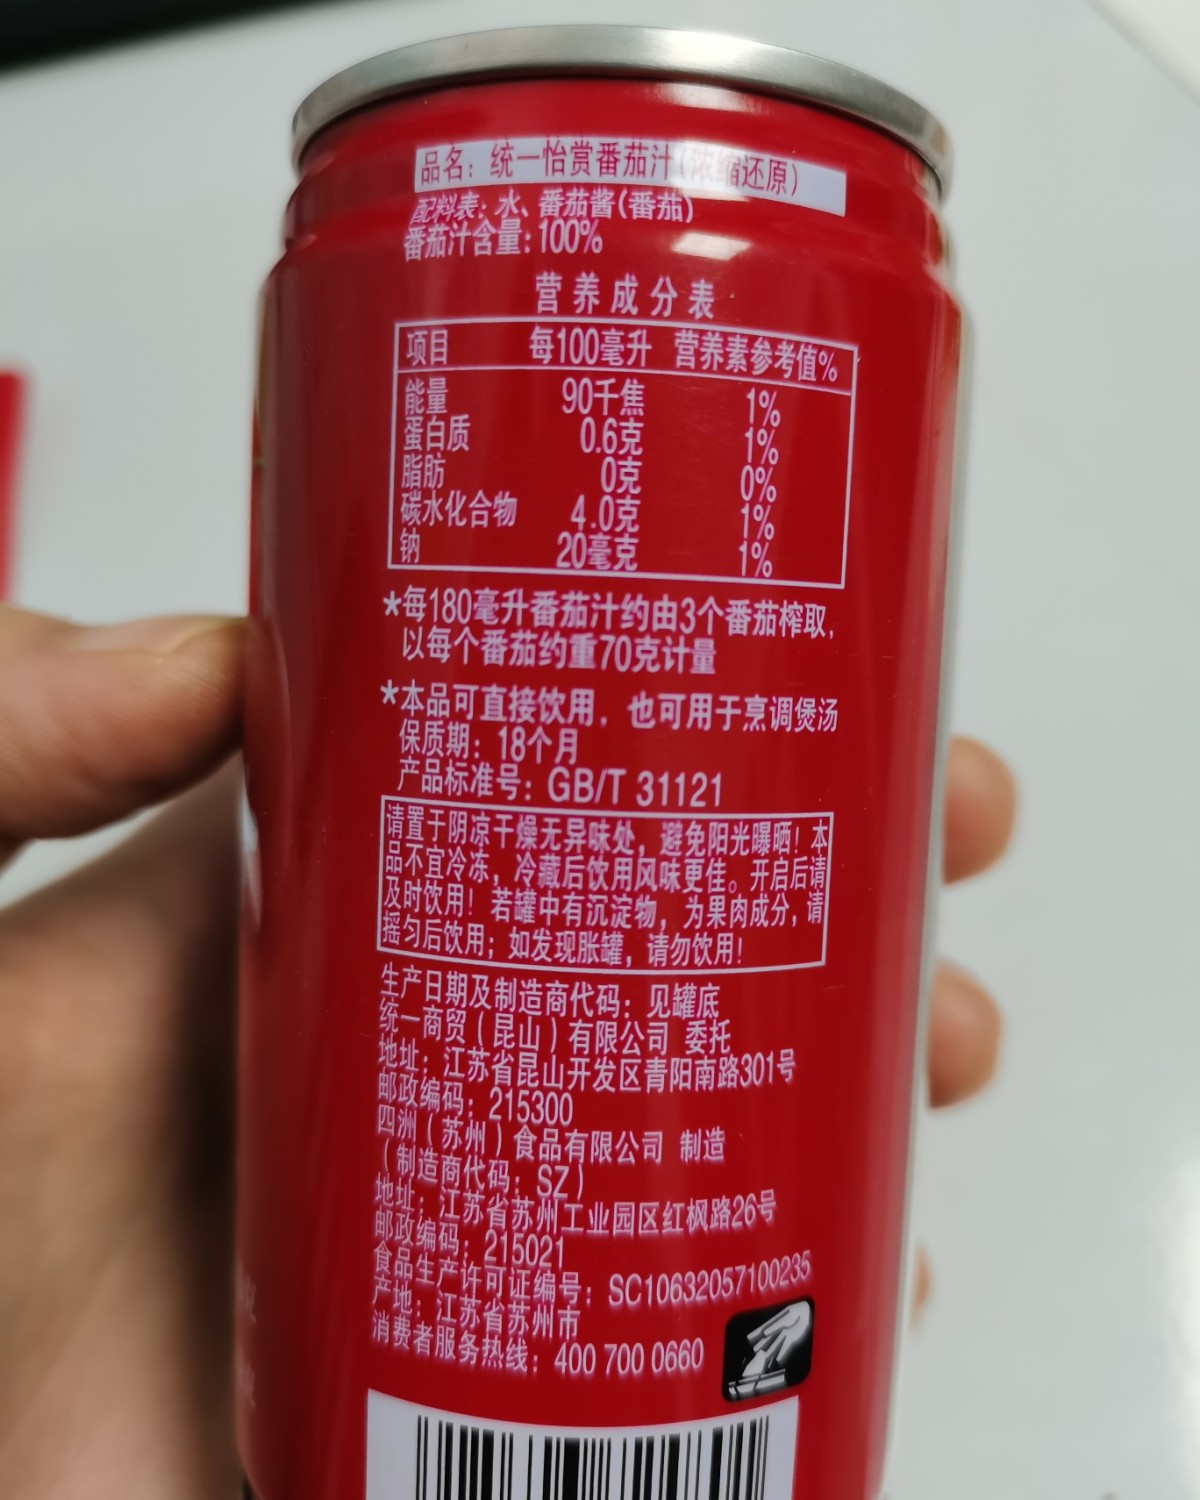 品名：统一怡赏番茄汁（浓缩还原）
配料表：水、番茄酱（番茄）
番茄汁含量：100%
营养成分表
项目 每100毫升 营养素参考值%
能量 90千焦 1%
蛋白质 0.6克 1%
脂肪 0克 0%
碳水化合物 4.0克 1%
钠 20毫克 1%
*每180毫升番茄汁约由3个番茄榨取，
以每个番茄约重70克计量
*本品可直接饮用，也可用于烹调煲汤
保质期：18个月
产品标准号：GB/T 31121
请置于阴凉干燥无异味处，避免阳光曝晒！本
品不宜冷冻，冷藏后饮用风味更佳。开启后请
及时饮用！若罐中有沉淀物，为果肉成分，请
摇匀后饮用；如发现胀罐，请勿饮用！
生产日期及制造商代码：见罐底
统一商贸（昆山）有限公司 委托
地址：江苏省昆山开发区青阳南路301号
邮政编码：215300
四洲（苏州）食品有限公司 制造
（制造商代码：SZ）
地址：江苏省苏州工业园区红枫路26号
邮政编码：215021
食品生产许可证编号：SC10632057100235
产地：江苏省苏州市
消费者服务热线：400 700 0660